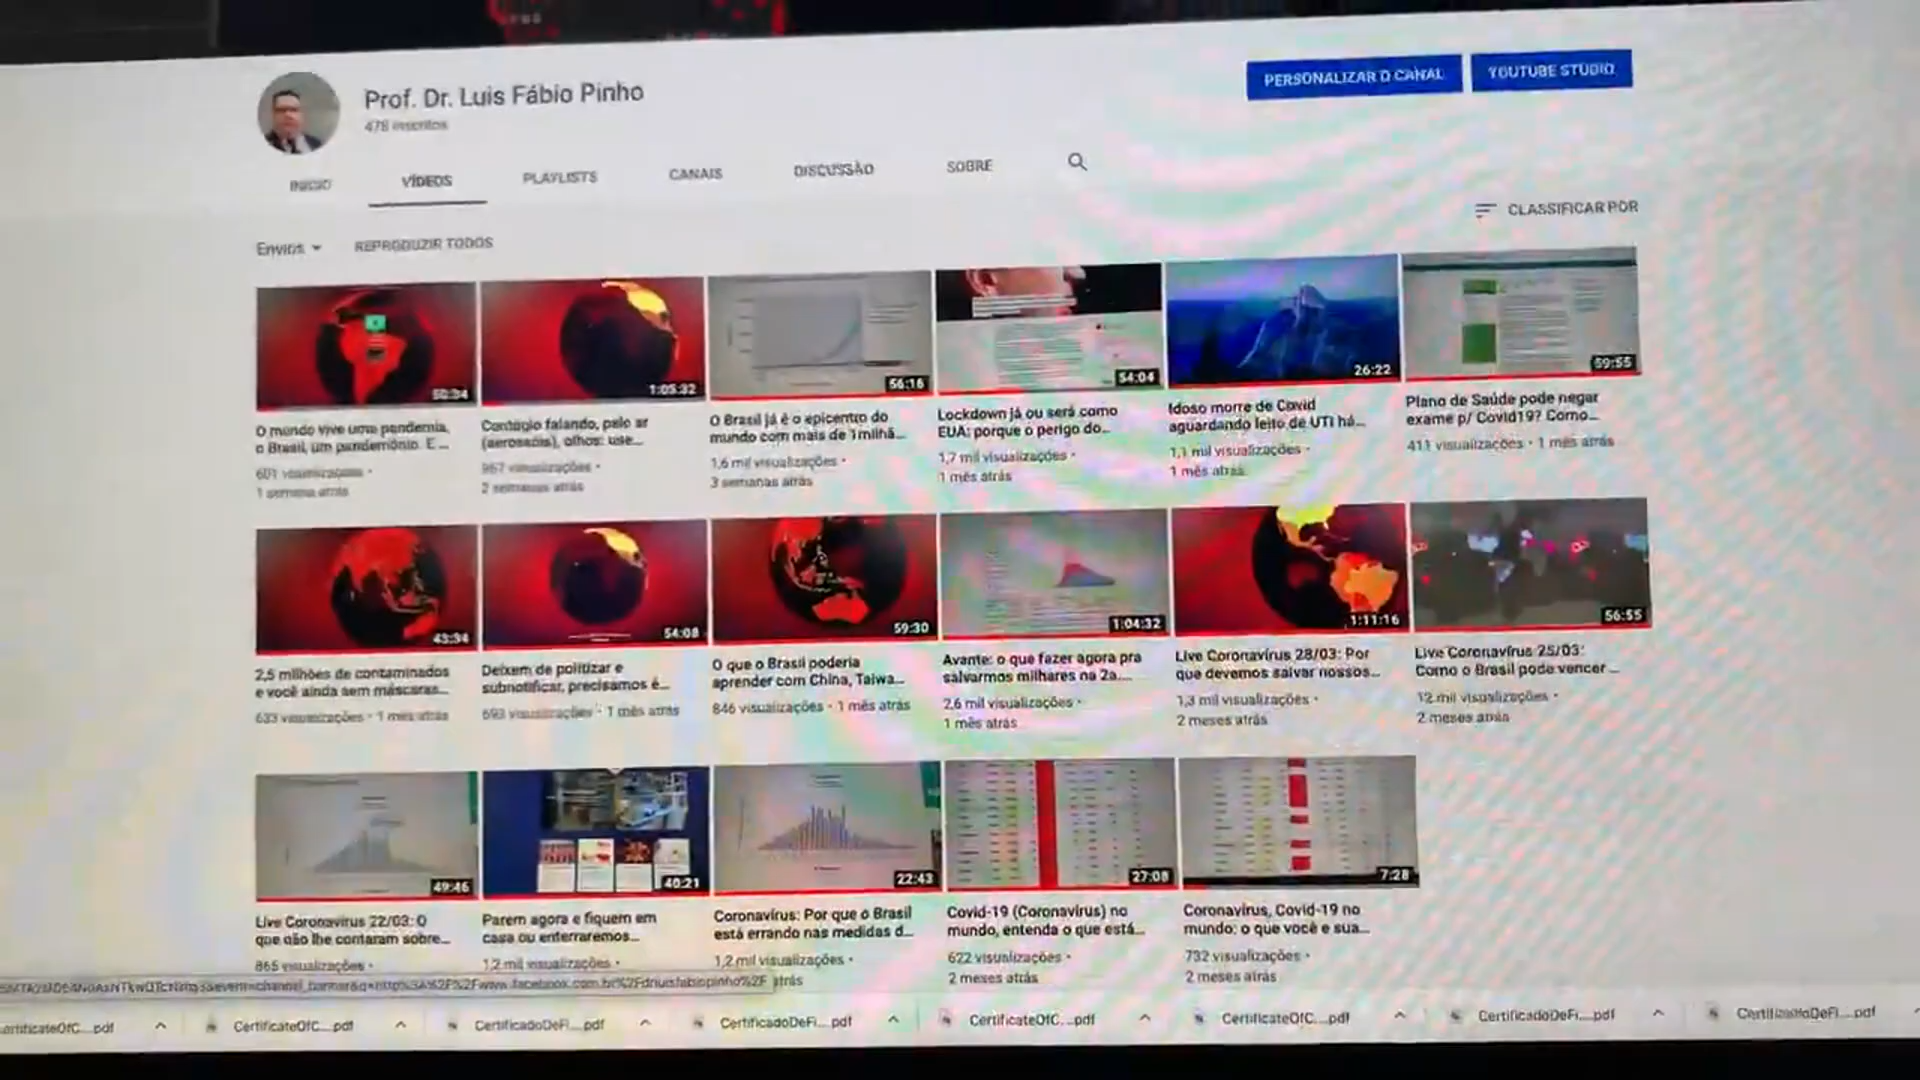 Prof. Dr. Luis Fábio Pinho
478 inscritos
PERSONALIZAR O CANAL
YOUTUBE STUDIO
INÍCIO
VÍDEOS
PLAYLISTS
CANAIS
DISCUSSÃO
SOBRE
CLASSIFICAR POR
Envios
REPRODUZIR TODOS
50:34
1:05:32
56:16
54:04
26:22
59:55
O mundo vive uma pandemia,
o Brasil, um pandemônio. E ...
601 visualizações •
1 semana atrás
Contágio falando, pelo ar
(aerossóis), olhos: use...
967 visualizações •
2 semanas atrás
O Brasil já é o epicentro do
mundo com mais de 1milhã...
1,6 mil visualizações •
3 semanas atrás
Lockdown já ou será como
EUA: porque o perigo do...
1,7 mil visualizações •
1 mês atrás
Idoso morre de Covid
aguardando leito de UTI há...
1,1 mil visualizações •
1 mês atrás
Plano de Saúde pode negar
exame p/ Covid19? Como...
411 visualizações • 1 mês atrás
43:34
54:08
59:30
1:04:32
1:11:16
56:55
2,5 milhões de contaminados
e você ainda sem máscaras...
633 visualizações • 1 mês atrás
Deixem de politizar e
subnotificar, precisamos é...
693 visualizações • 1 mês atrás
O que o Brasil poderia
aprender com China, Taiwa...
846 visualizações • 1 mês atrás
Avante: o que fazer agora pra
salvarmos milhares na 2a....
2,6 mil visualizações •
1 mês atrás
Live Coronavírus 28/03: Por
que devemos salvar nossos...
1,3 mil visualizações •
2 meses atrás
Live Coronavírus 25/03:
Como o Brasil pode vencer ...
12 mil visualizações •
2 meses atrás
49:46
40:21
22:43
27:08
7:28
Live Coronavírus 22/03: O
que não lhe contaram sobre...
865 visualizações •
Parem agora e fiquem em
casa ou enterraremos...
1,2 mil visualizações •
Coronavírus: Por que o Brasil
está errando nas medidas d...
1,2 mil visualizações •
atrás
Covid-19 (Coronavírus) no
mundo, entenda o que está...
622 visualizações •
2 meses atrás
Coronavirus, Covid-19 no
mundo: o que você e sua...
732 visualizações •
2 meses atrás
ertificateOfC....pdf
CertificateOfC....pdf
CertificadoDeFi....pdf
CertificadoDeFi....pdf
CertificateOfC....pdf
CertificateOfC....pdf
CertificadoDeFi....pdf
CertificadoDeFi....pdf